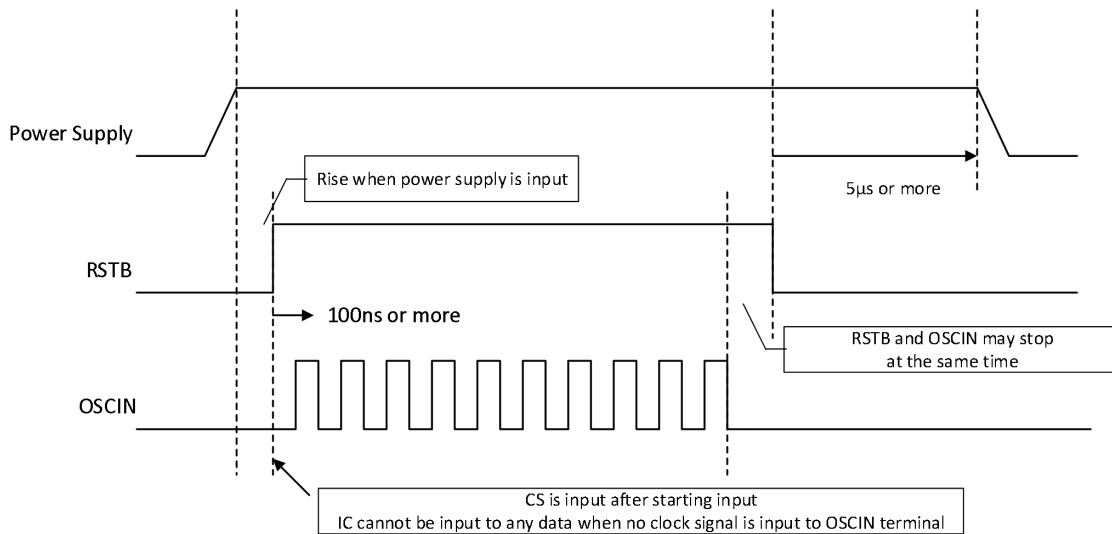 Power Supply
Rise when power supply is input
5µs or more
RSTB
100ns or more
RSTB and OSCIN may stop
at the same time
OSCIN
CS is input after starting input
IC cannot be input to any data when no clock signal is input to OSCIN terminal